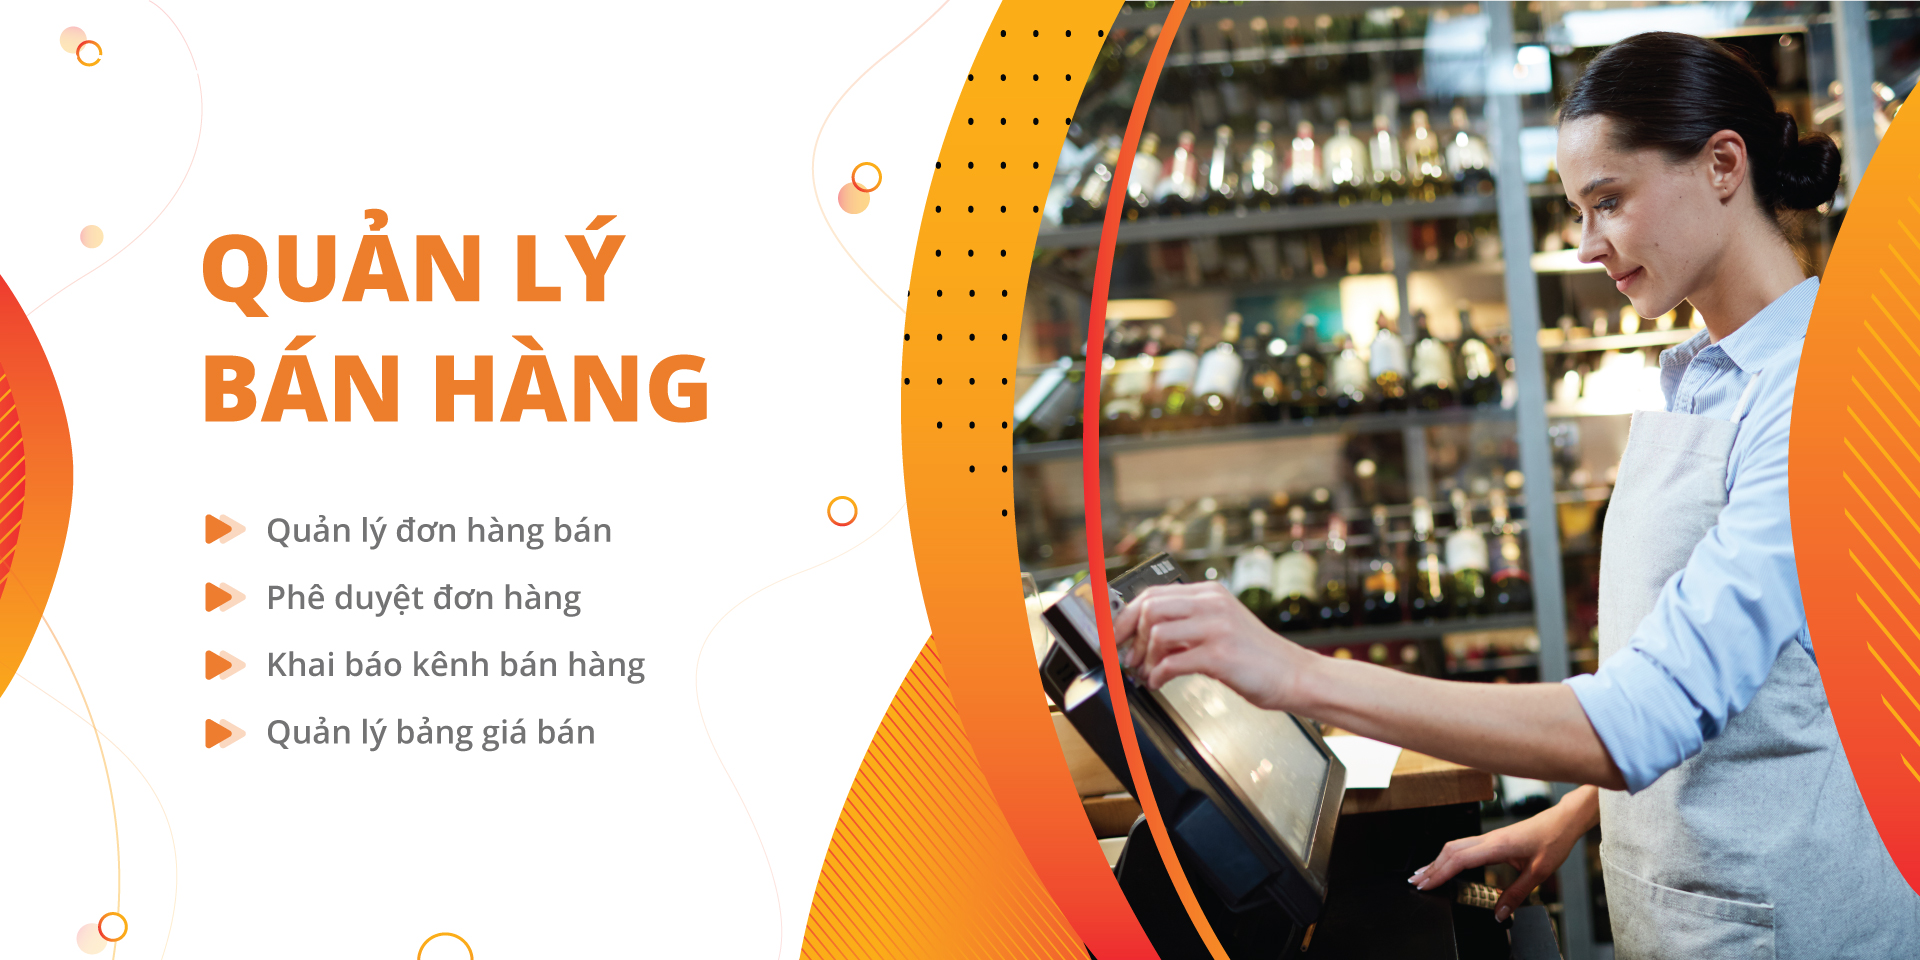 QUẢN LÝ
BÁN HÀNG
Quản lý đơn hàng bán
Phê duyệt đơn hàng
Khai báo kênh bán hàng
Quản lý bảng giá bán